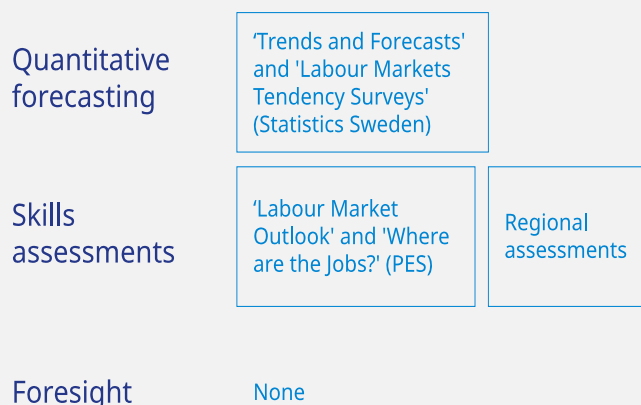 Quantitative
forecasting
‘Trends and Forecasts'
and 'Labour Markets
Tendency Surveys'
(Statistics Sweden)
Skills
assessments
‘Labour Market
Outlook' and 'Where
are the Jobs?' (PES)
Regional
assessments
Foresight
None